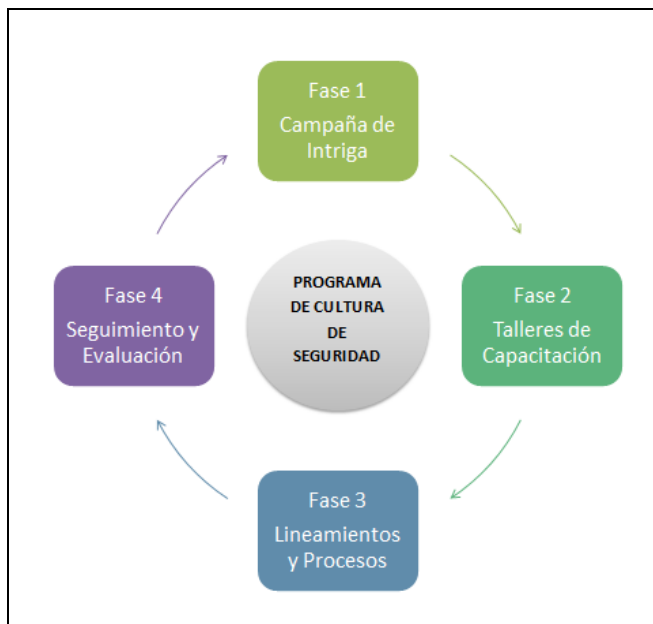 Fase 1
Campaña de
Intriga
Fase 2
Talleres de
Capacitación
Fase 3
Lineamientos
y Procesos
Fase 4
Seguimiento y
Evaluación
PROGRAMA
DE CULTURA
DE
SEGURIDAD